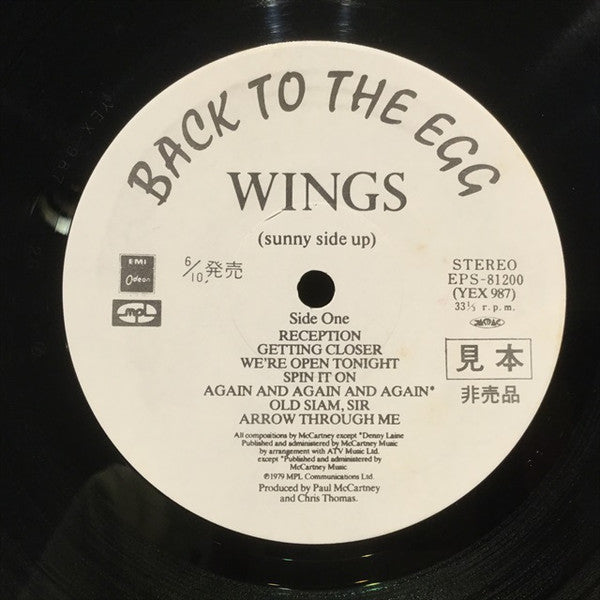 BACK TO THE EGG
WINGS
(sunny side up)
EMI
Odeon
mpl
6/10,発売
STEREO
EPS-81200
(YEX 987)
33⅓ r.p.m.
見本
非売品
Side One
RECEPTION
GETTING CLOSER
WE'RE OPEN TONIGHT
SPIN IT ON
AGAIN AND AGAIN AND AGAIN*
OLD SIAM, SIR
ARROW THROUGH ME
All compositions by McCartney except *Denny Laine
Published and administered by McCartney Music
by arrangement with ATV Music Ltd.
except *Published and administered by
McCartney Music
℗1979 MPL Communications Ltd.
Produced by Paul McCartney
and Chris Thomas.